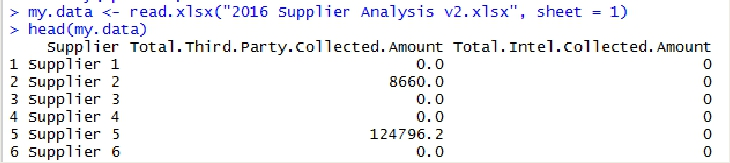 > my.data <- read.xlsx("2016 Supplier Analysis v2.xlsx", sheet = 1)
> head(my.data)
Supplier Total.Third.Party.Collected.Amount Total.Intel.Collected.Amount
1 Supplier 1 0.0 0
2 Supplier 2 8660.0 0
3 Supplier 3 0.0 0
4 Supplier 4 0.0 0
5 Supplier 5 124796.2 0
6 Supplier 6 0.0 0